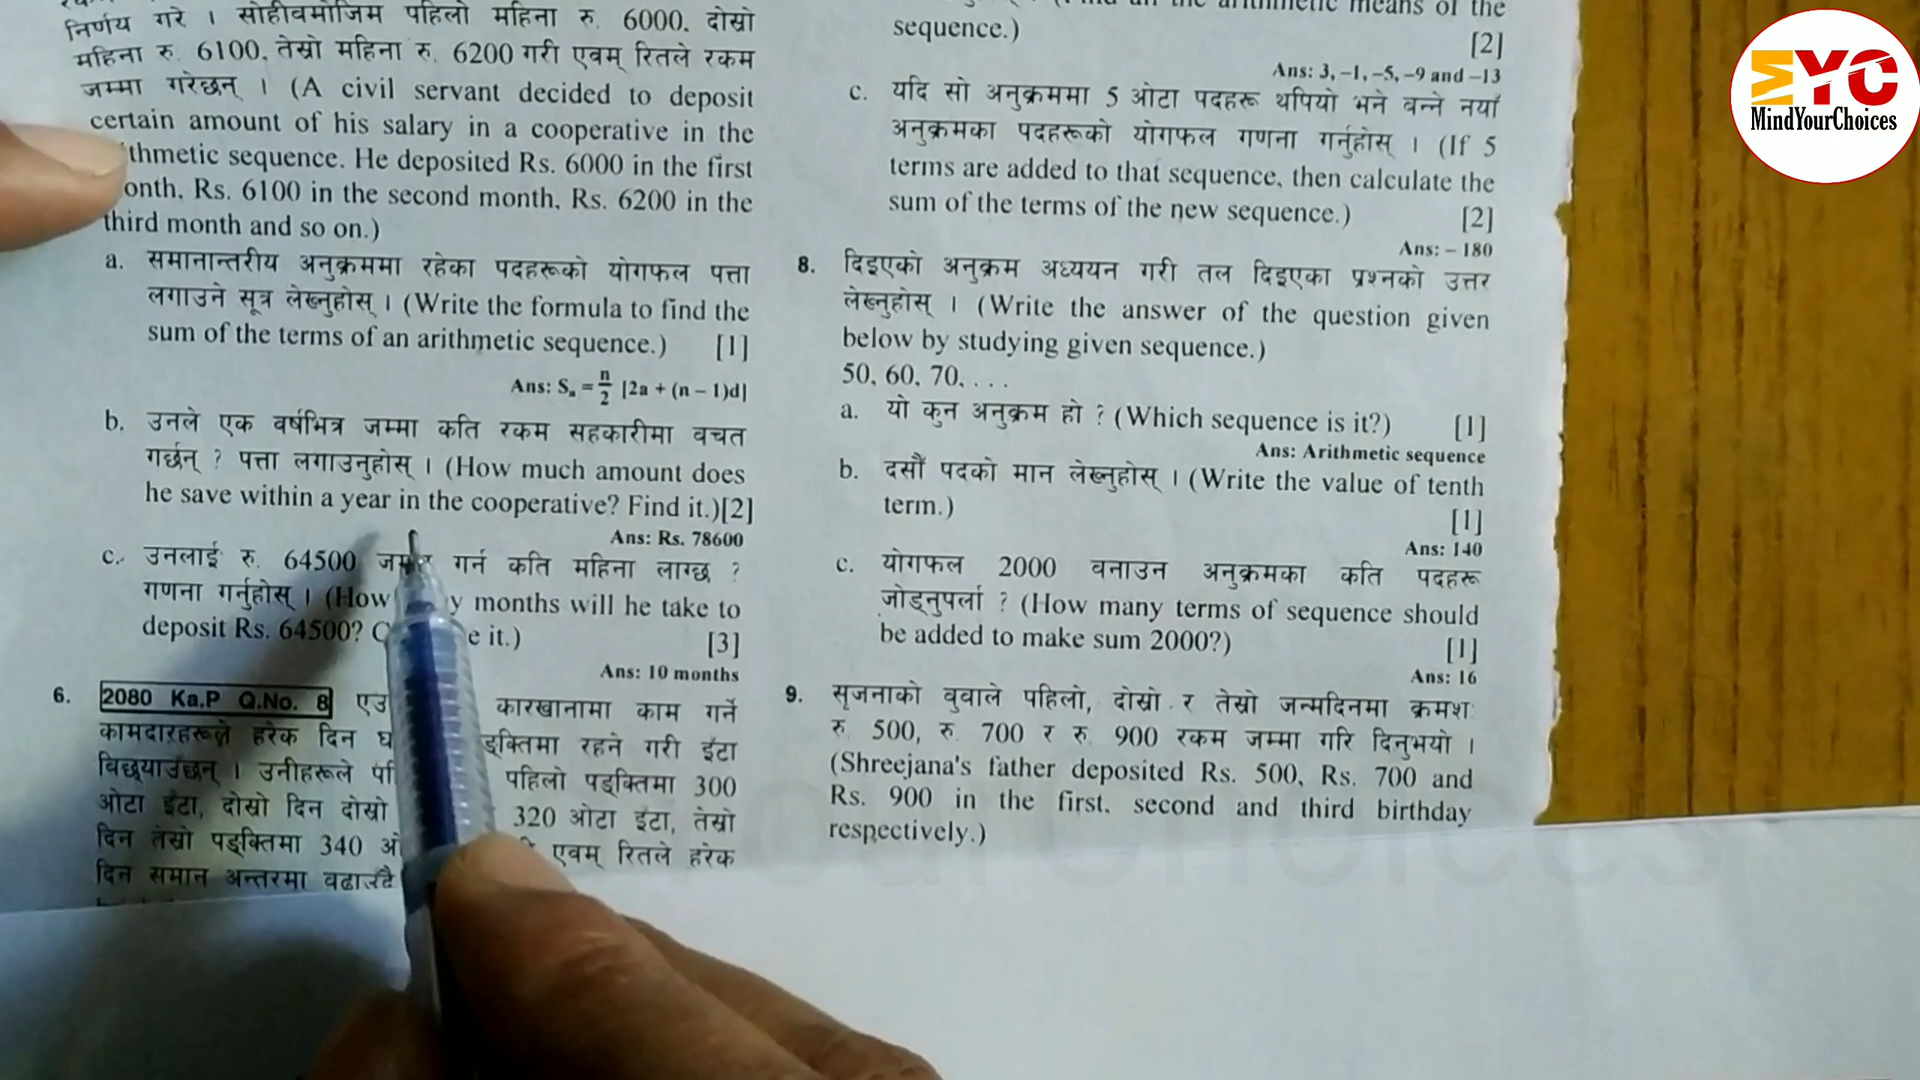 निर्णय गरे । सोहीबमोजिम पहिलो महिना रु. 6000, दोस्रो
महिना रु. 6100, तेस्रो महिना रु. 6200 गरी एवम् रितले रकम
जम्मा गरेछन् । (A civil servant decided to deposit
certain amount of his salary in a cooperative in the
thmetic sequence. He deposited Rs. 6000 in the first
onth, Rs. 6100 in the second month, Rs. 6200 in the
third month and so on.)
a. समानान्तरीय अनुक्रममा रहेका पदहरूको योगफल पत्ता
लगाउने सूत्र लेख्नुहोस् । (Write the formula to find the
sum of the terms of an arithmetic sequence.) [1]
Ans: Sₙ = n/2 [2a + (n – 1)d]
b. उनले एक वर्षभित्र जम्मा कति रकम सहकारीमा बचत
गर्छन् ? पत्ता लगाउनुहोस् । (How much amount does
he save within a year in the cooperative? Find it.)[2]
Ans: Rs. 78600
c. उनलाई रु. 64500 गर्न कति महिना लाग्छ ?
गणना गर्नुहोस् । (How y months will he take to
deposit Rs. 64500? C e it.) [3]
Ans: 10 months
6. 2080 Ka.P Q.No. 8 कारखानामा काम गर्ने
कामदारहरूले हरेक दिन ङ्क्तिमा रहने गरी इँटा
बिछ्याउँछन् । उनीहरूले पहिलो पङ्क्तिमा 300
ओटा इँटा, दोस्रो दिन दोस्रो 320 ओटा इँटा, तेस्रो
दिन तेस्रो पङ्क्तिमा 340 एवम् रितले हरेक
दिन समान अन्तरमा बढाउँदै
sequence.) [2]
Ans: 3, –1, –5, –9 and –13
c. यदि सो अनुक्रममा 5 ओटा पदहरू थपियो भने बन्ने नयाँ
अनुक्रमका पदहरूको योगफल गणना गर्नुहोस् । (If 5
terms are added to that sequence, then calculate the
sum of the terms of the new sequence.) [2]
Ans: – 180
8. दिइएको अनुक्रम अध्ययन गरी तल दिइएका प्रश्नको उत्तर
लेख्नुहोस् । (Write the answer of the question given
below by studying given sequence.)
50, 60, 70, . . .
a. यो कुन अनुक्रम हो ? (Which sequence is it?) [1]
Ans: Arithmetic sequence
b. दसौँ पदको मान लेख्नुहोस् । (Write the value of tenth
term.) [1]
Ans: 140
c. योगफल 2000 बनाउन अनुक्रमका कति पदहरू
जोड्नुपर्ला ? (How many terms of sequence should
be added to make sum 2000?) [1]
Ans: 16
9. सृजनाको बुवाले पहिलो, दोस्रो र तेस्रो जन्मदिनमा क्रमशः
रु. 500, रु. 700 र रु. 900 रकम जम्मा गरि दिनुभयो ।
(Shreejana's father deposited Rs. 500, Rs. 700 and
Rs. 900 in the first, second and third birthday
respectively.)
MYC
MindYourChoices